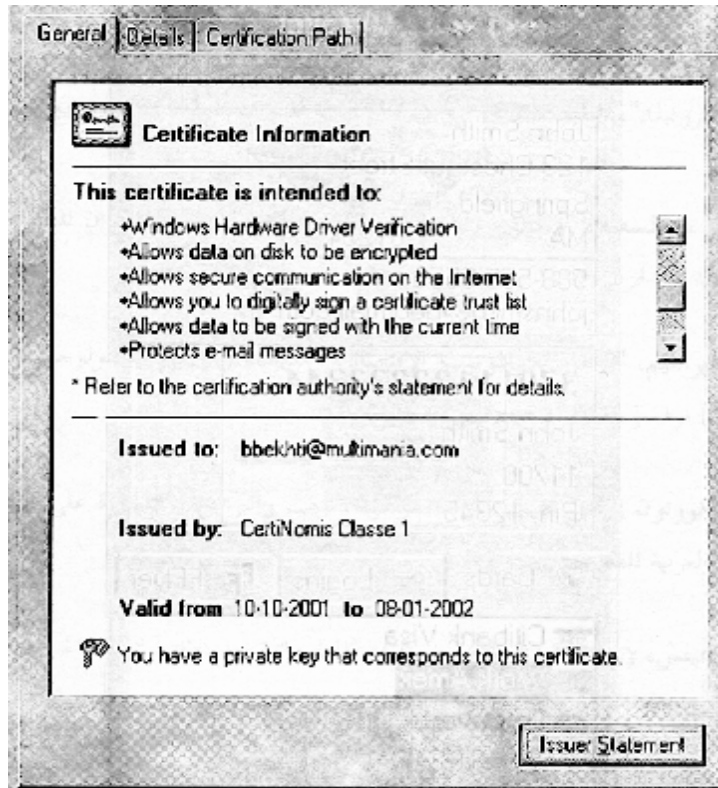 General Details Certification Path
Certificate Information
This certificate is intended to:
•Windows Hardware Driver Verification
•Allows data on disk to be encrypted
•Allows secure communication on the Internet
•Allows you to digitally sign a certificate trust list
•Allows data to be signed with the current time
•Protects e-mail messages
* Refer to the certification authority's statement for details.
Issued to: bbekhti@multimania.com
Issued by: CertiNomis Classe 1
Valid from 10-10-2001 to 08-01-2002
You have a private key that corresponds to this certificate.
Issuer Statement